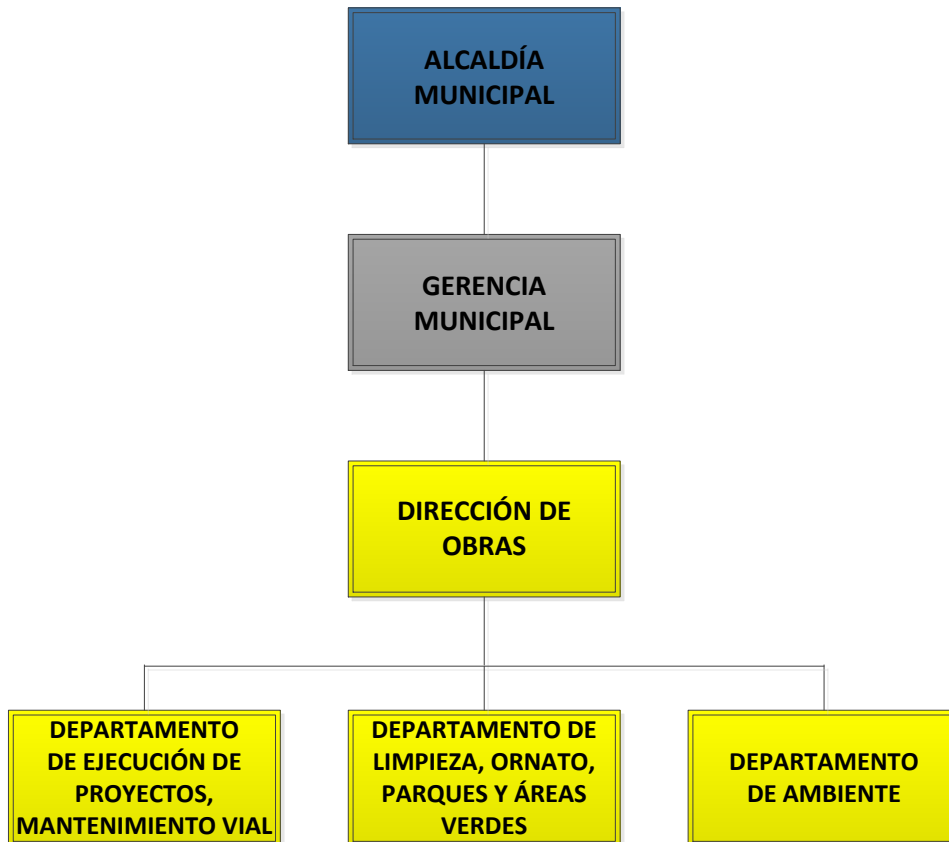 ALCALDÍA
MUNICIPAL
GERENCIA
MUNICIPAL
DIRECCIÓN DE
OBRAS
DEPARTAMENTO
DE EJECUCIÓN DE
PROYECTOS,
MANTENIMIENTO VIAL
DEPARTAMENTO DE
LIMPIEZA, ORNATO,
PARQUES Y ÁREAS
VERDES
DEPARTAMENTO
DE AMBIENTE